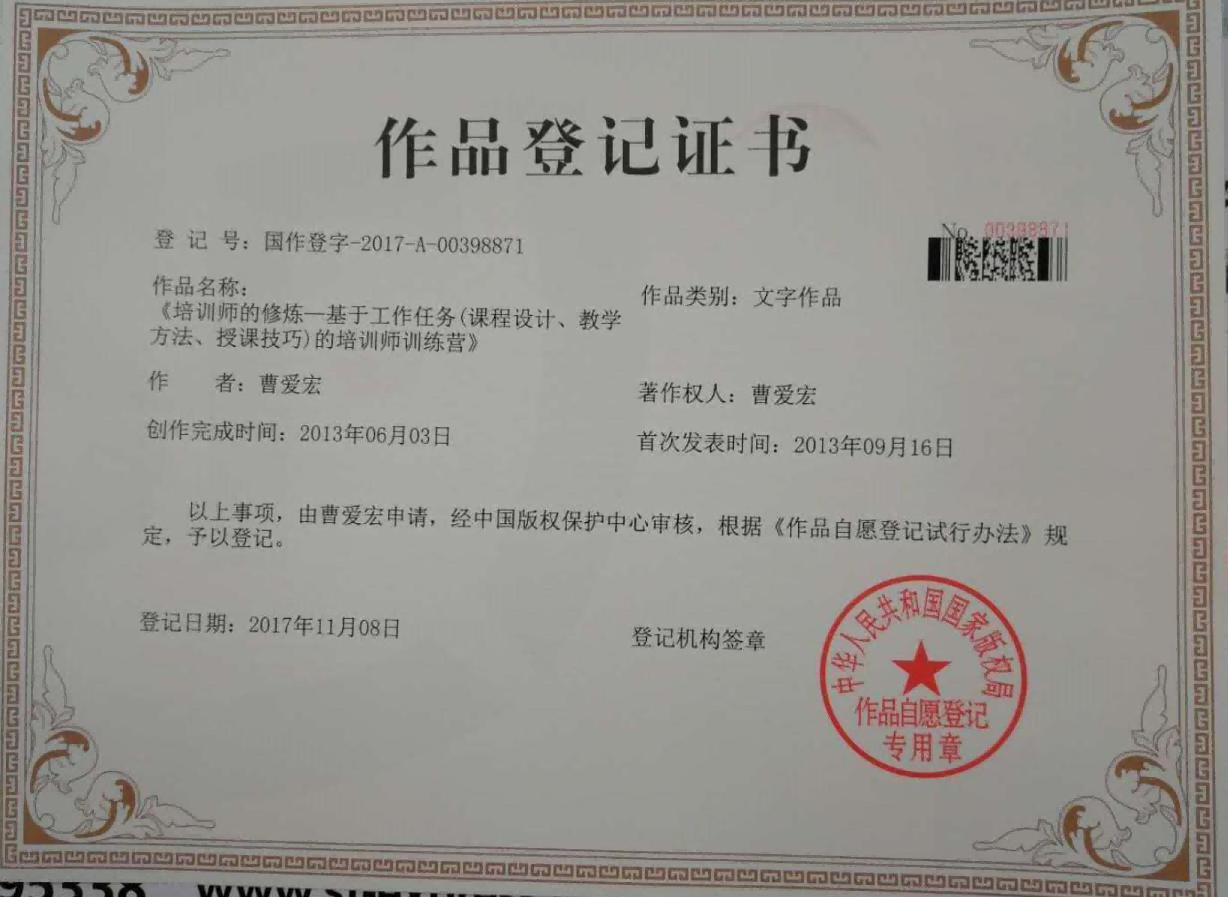 作品登记证书
登 记 号：国作登字-2017-A-00398871
No. 00398871
作品名称：
《培训师的修炼—基于工作任务(课程设计、教学
方法、授课技巧)的培训师训练营》
作品类别：文字作品
作 者：曹爱宏
著作权人：曹爱宏
创作完成时间：2013年06月03日
首次发表时间：2013年09月16日
以上事项，由曹爱宏申请，经中国版权保护中心审核，根据《作品自愿登记试行办法》规
定，予以登记。
登记日期：2017年11月08日
登记机构签章
中华人民共和国国家版权局
作品自愿登记
专用章
95338